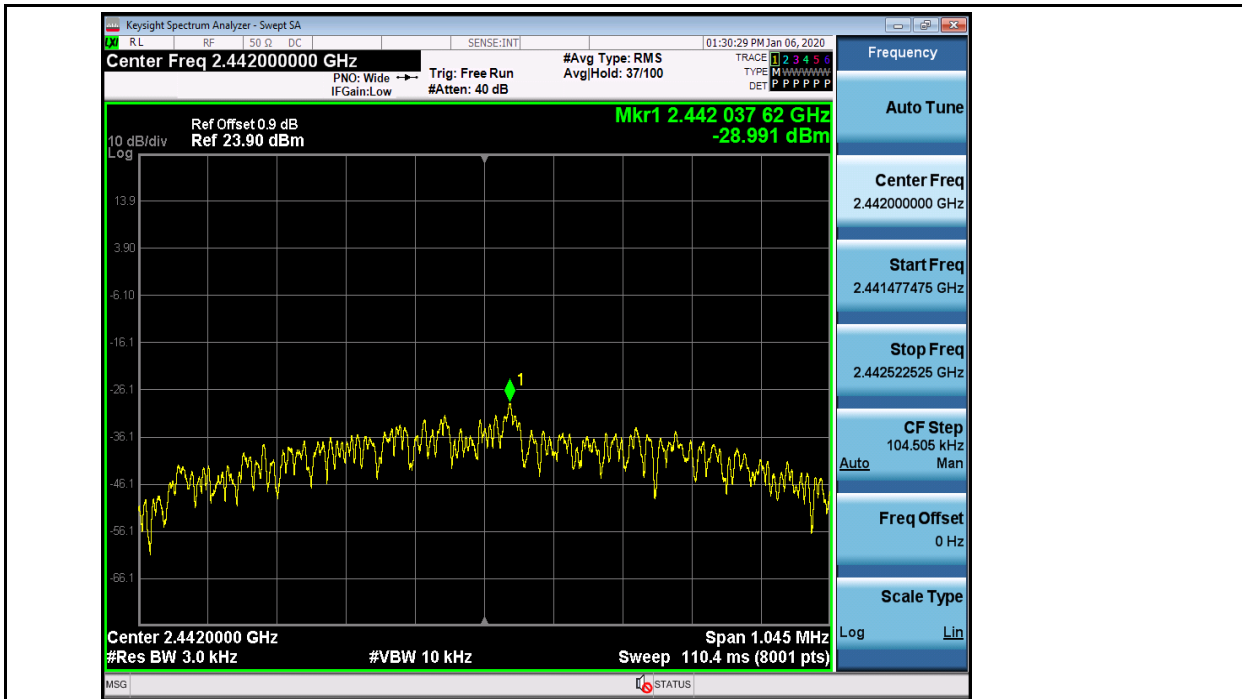 Keysight Spectrum Analyzer - Swept SA
LXI RL RF 50 Ω DC SENSE:INT 01:30:29 PM Jan 06, 2020
Center Freq 2.442000000 GHz
PNO: Wide
IFGain:Low
Trig: Free Run
#Atten: 40 dB
#Avg Type: RMS
Avg|Hold: 37/100
TRACE 1 2 3 4 5 6
TYPE M W W W W W
DET P P P P P P
Mkr1 2.442 037 62 GHz
-28.991 dBm
Ref Offset 0.9 dB
10 dB/div Ref 23.90 dBm
Log
13.9
3.90
-6.10
-16.1
-26.1
-36.1
-46.1
-56.1
-66.1
1
Center 2.4420000 GHz Span 1.045 MHz
#Res BW 3.0 kHz #VBW 10 kHz Sweep 110.4 ms (8001 pts)
MSG STATUS
Frequency
Auto Tune
Center Freq
2.442000000 GHz
Start Freq
2.441477475 GHz
Stop Freq
2.442522525 GHz
CF Step
104.505 kHz
Auto Man
Freq Offset
0 Hz
Scale Type
Log Lin